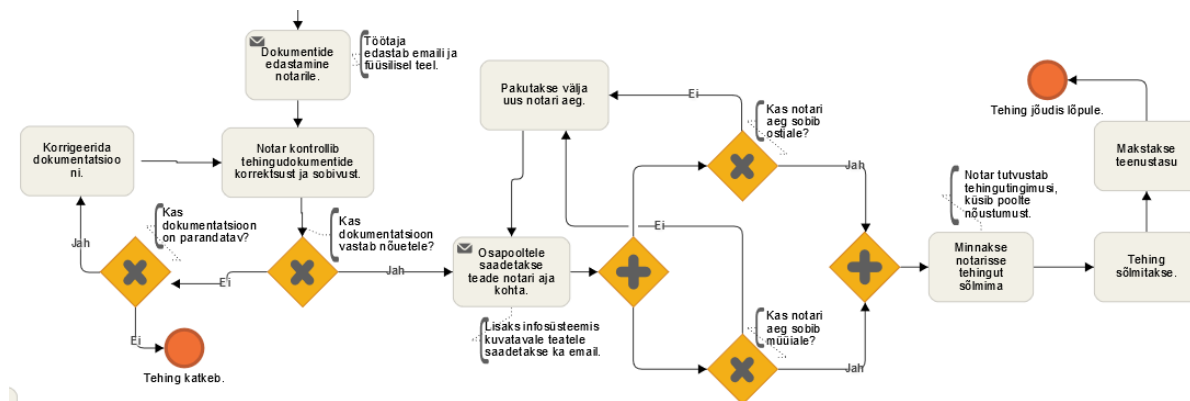 Dokumentide
edastamine
notarile.
Töötaja
edastab emaili ja
füüsilisel teel.
Korrigeerida
dokumentatsioo
ni.
Notar kontrollib
tehingudokumentide
korrektsust ja sobivust.
Kas
dokumentatsioon
on parandatav?
Kas
dokumentatsioon
vastab nõuetele?
Jah
Ei
Jah
Ei
Tehing katkeb.
Pakutakse välja
uus notari aeg.
Osapooltele
saadetakse
teade notari aja
kohta.
Lisaks infosüsteemis
kuvatavale teatele
saadetakse ka email.
Ei
Kas notari
aeg sobib
ostjale?
Jah
Ei
Kas notari
aeg sobib
müüjale?
Jah
Notar tutvustab
tehingutingimusi,
küsib poolte
nõustumust.
Minnakse
notarisse
tehingut
sõlmima
Tehing
sõlmitakse.
Makstakse
teenustasu
Tehing jõudis lõpule.